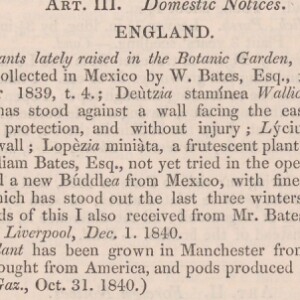 ART. III. Domestic Notices.
ENGLAND.
ants lately raised in the Botanic Garden,
ollected in Mexico by W. Bates, Esq.,
r 1839, t. 4.; Deùtzia stamínea Wallic
has stood against a wall facing the eas
protection, and without injury; Lýciu
wall; Lopèzia miniàta, a frutescent plant
liam Bates, Esq., not yet tried in the ope
d a new Búddlea from Mexico, with fine
hich has stood out the last three winters
ds of this I also received from Mr. Bates
Liverpool, Dec. 1. 1840.
lant has been grown in Manchester from
ought from America, and pods produced
Gaz., Oct. 31. 1840.)